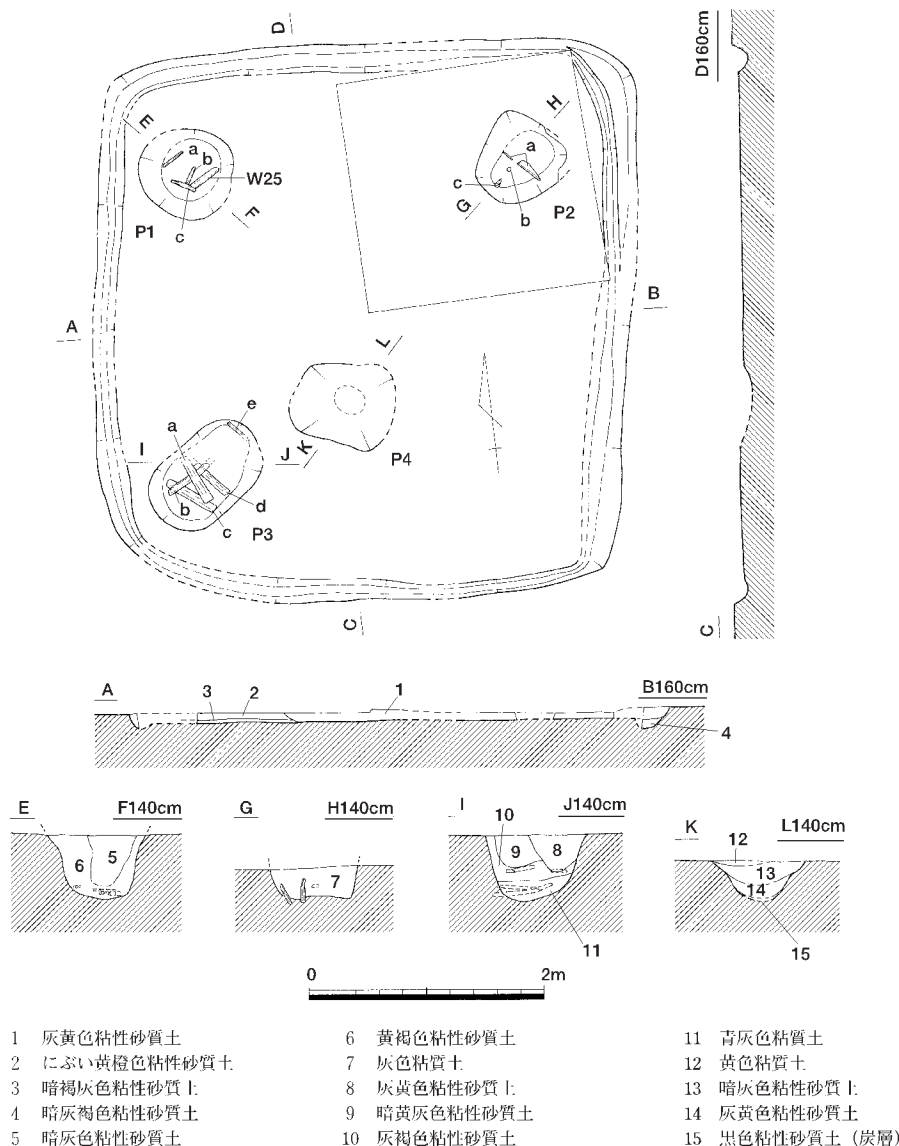 D
D160cm
E
H
a
b
a
W25
c
F
G
b
P1
c
P2
A
B
L
e
a
I
J
K
P4
b
d
c
P3
C
C
A
3
2
1
B160cm
4
E
F140cm
G
H140cm
I
J140cm
K
L140cm
10
12
6
5
7
9
8
13
14
11
15
0
2m
1 灰黄色粘性砂質土
2 にぶい黄橙色粘性砂質土
3 暗褐灰色粘性砂質土
4 暗灰褐色粘性砂質土
5 暗灰色粘性砂質土
6 黄褐色粘性砂質土
7 灰色粘質土
8 灰黄色粘性砂質土
9 暗黄灰色粘性砂質土
10 灰褐色粘性砂質土
11 青灰色粘質土
12 黄色粘質土
13 暗灰色粘性砂質土
14 灰黄色粘性砂質土
15 黒色粘性砂質土（炭層）